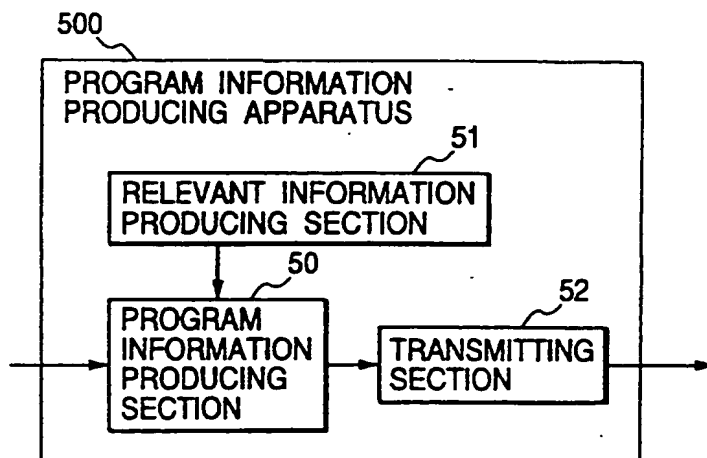 500
PROGRAM INFORMATION
PRODUCING APPARATUS
51
RELEVANT INFORMATION
PRODUCING SECTION
50
PROGRAM
INFORMATION
PRODUCING
SECTION
52
TRANSMITTING
SECTION